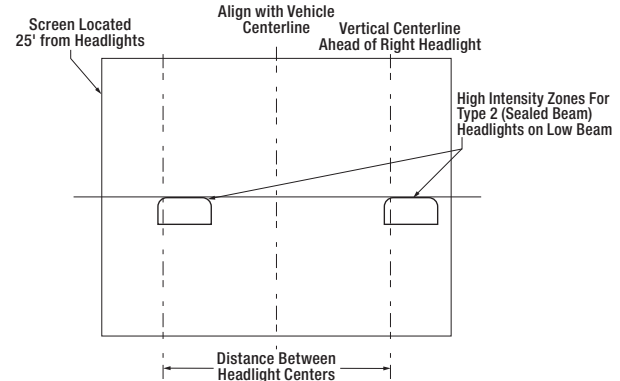 Screen Located
25' from Headlights
Align with Vehicle
Centerline
Vertical Centerline
Ahead of Right Headlight
High Intensity Zones For
Type 2 (Sealed Beam)
Headlights on Low Beam
Distance Between
Headlight Centers